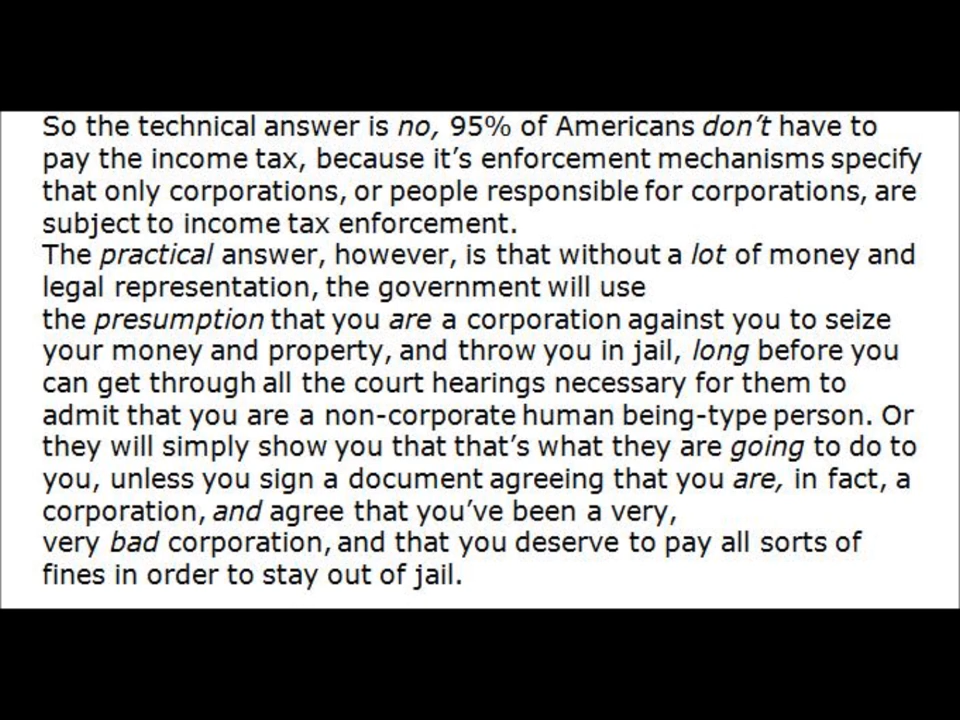 So the technical answer is no, 95% of Americans don’t have to
pay the income tax, because it’s enforcement mechanisms specify
that only corporations, or people responsible for corporations, are
subject to income tax enforcement.
The practical answer, however, is that without a lot of money and
legal representation, the government will use
the presumption that you are a corporation against you to seize
your money and property, and throw you in jail, long before you
can get through all the court hearings necessary for them to
admit that you are a non-corporate human being-type person. Or
they will simply show you that that’s what they are going to do to
you, unless you sign a document agreeing that you are, in fact, a
corporation, and agree that you’ve been a very,
very bad corporation, and that you deserve to pay all sorts of
fines in order to stay out of jail.